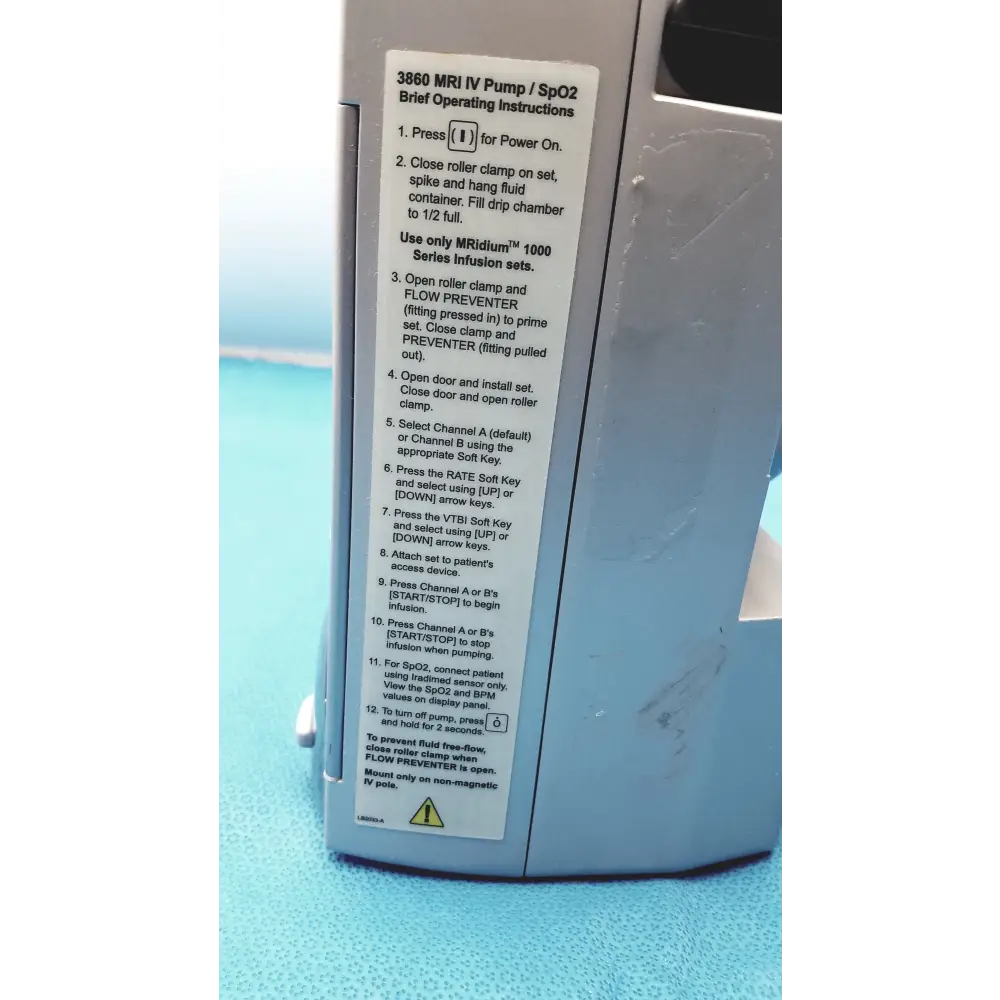 3860 MRI IV Pump / SpO2
Brief Operating Instructions
1. Press (I) for Power On.
2. Close roller clamp on set,
spike and hang fluid
container. Fill drip chamber
to 1/2 full.
Use only MRidium™ 1000
Series Infusion sets.
3. Open roller clamp and
FLOW PREVENTER
(fitting pressed in) to prime
set. Close clamp and
PREVENTER (fitting pulled
out).
4. Open door and install set.
Close door and open roller
clamp.
5. Select Channel A (default)
or Channel B using the
appropriate Soft Key.
6. Press the RATE Soft Key
and select using [UP] or
[DOWN] arrow keys.
7. Press the VTBI Soft Key
and select using [UP] or
[DOWN] arrow keys.
8. Attach set to patient's
access device.
9. Press Channel A or B's
[START/STOP] to begin
infusion.
10. Press Channel A or B's
[START/STOP] to stop
infusion when pumping.
11. For SpO2, connect patient
using Iradimed sensor only.
View the SpO2 and BPM
values on display panel.
12. To turn off pump, press
and hold for 2 seconds.
To prevent fluid free-flow,
close roller clamp when
FLOW PREVENTER is open.
Mount only on non-magnetic
IV pole.
!